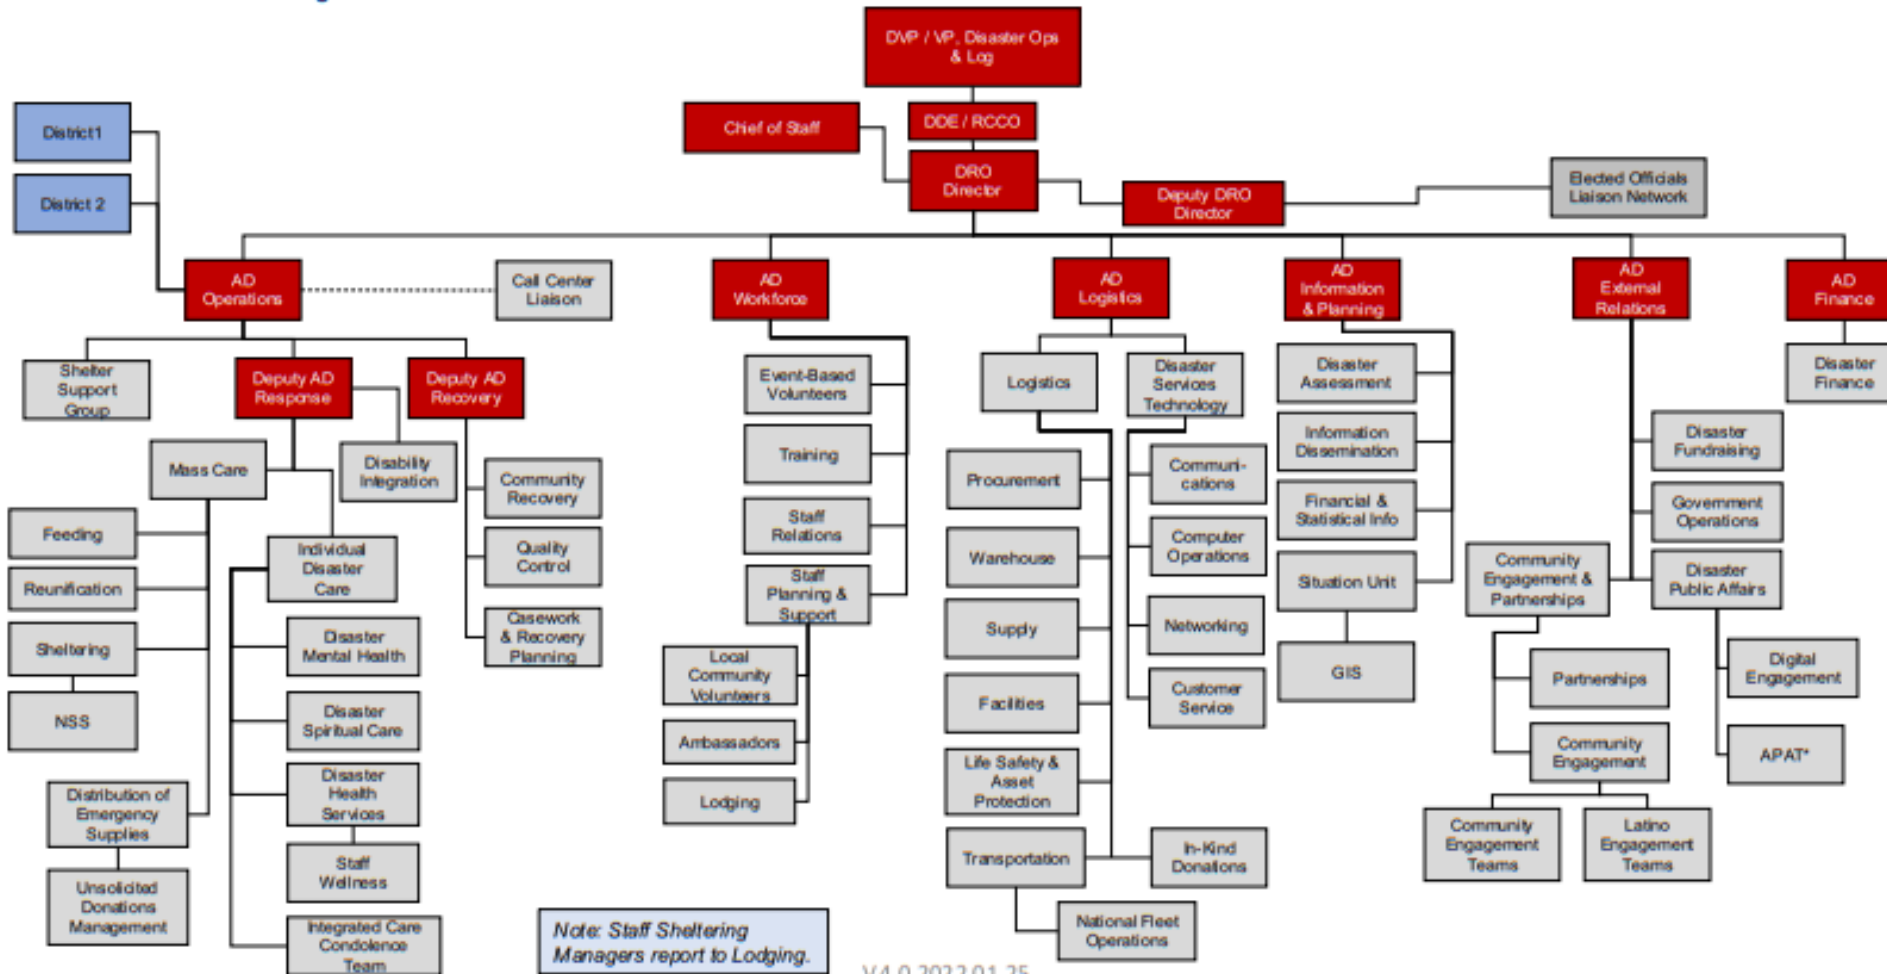 DVP / VP, Disaster Ops
& Log
District1
Chief of Staff
DDE / RCCO
DRO
Director
District 2
Deputy DRO
Director
Elected Officials
Liaison Network
AD
Operations
Call Center
Liaison
AD
Workforce
AD
Logistics
AD
Information
& Planning
AD
External
Relations
AD
Finance
Shelter
Support
Group
Deputy AD
Response
Deputy AD
Recovery
Event-Based
Volunteers
Logistics
Disaster
Services
Technology
Disaster
Assessment
Disaster
Finance
Mass Care
Disability
Integration
Community
Recovery
Training
Procurement
Communi-
cations
Information
Dissemination
Disaster
Fundraising
Feeding
Individual
Disaster
Care
Quality
Control
Staff
Relations
Warehouse
Computer
Operations
Financial &
Statistical Info
Government
Operations
Reunification
Staff
Planning &
Support
Situation Unit
Community
Engagement &
Partnerships
Disaster
Public Affairs
Sheltering
Disaster
Mental Health
Casework
& Recovery
Planning
Local
Community
Volunteers
Supply
Networking
GIS
Partnerships
Digital
Engagement
NSS
Disaster
Spiritual Care
Ambassadors
Facilities
Customer
Service
Community
Engagement
APAT*
Distribution of
Emergency
Supplies
Disaster
Health
Services
Lodging
Life Safety &
Asset
Protection
Community
Engagement
Teams
Latino
Engagement
Teams
Unsolicited
Donations
Management
Staff
Wellness
Transportation
In-Kind
Donations
Integrated Care
Condolence
Team
Note: Staff Sheltering
Managers report to Lodging.
National Fleet
Operations
V.4.0 2022.01.25